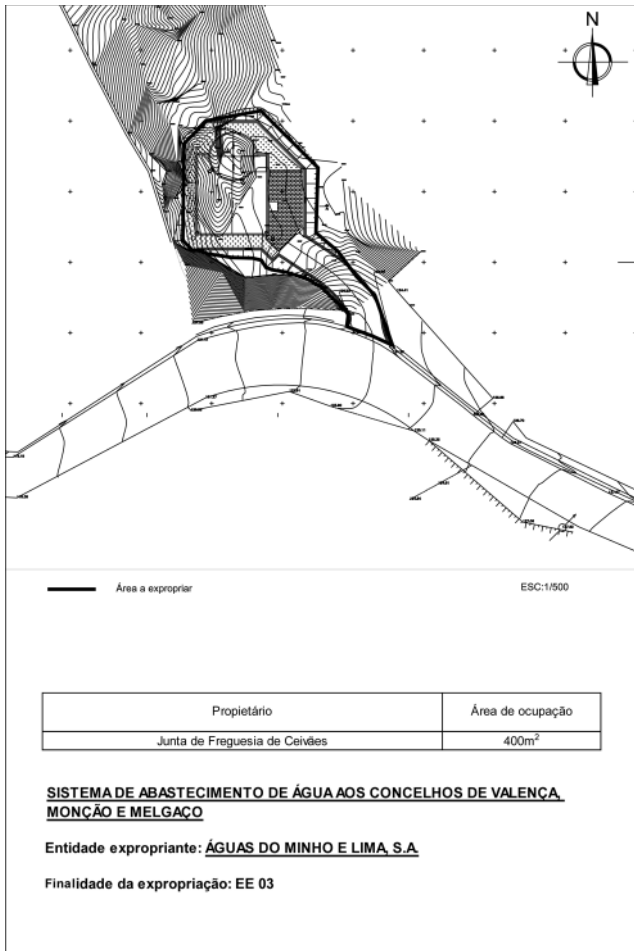 N
Área a expropriar
ESC:1/500
Propietário
Área de ocupação
Junta de Freguesia de Ceivães
400m²
SISTEMA DE ABASTECIMENTO DE ÁGUA AOS CONCELHOS DE VALENÇA,
MONÇÃO E MELGAÇO
Entidade expropriante: ÁGUAS DO MINHO E LIMA, S.A.
Finalidade da expropriação: EE 03